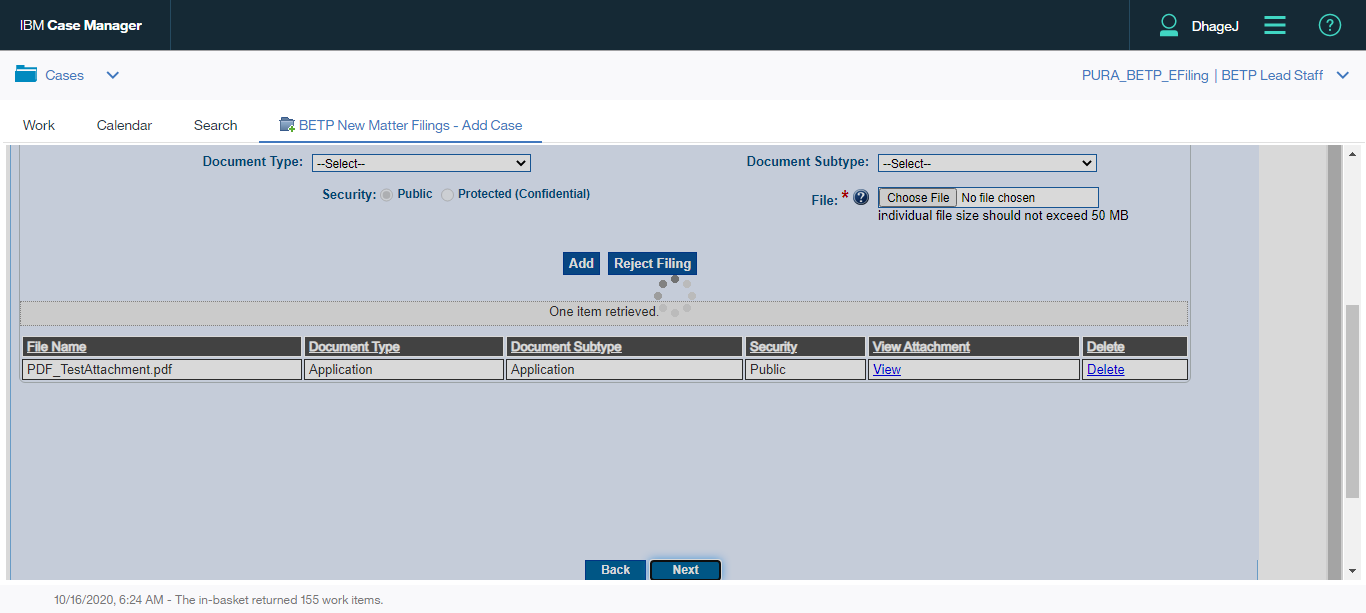 IBM Case Manager
DhageJ
Cases
PURA_BETP_EFiling | BETP Lead Staff
Work
Calendar
Search
BETP New Matter Filings - Add Case
Document Type:
--Select--
Document Subtype:
--Select--
Security:
Public
Protected (Confidential)
File: *
?
Choose File
No file chosen
individual file size should not exceed 50 MB
Add
Reject Filing
One item retrieved.
File Name Document Type Document Subtype Security View Attachment Delete
PDF_TestAttachment.pdf Application Application Public View Delete
Back
Next
10/16/2020, 6:24 AM - The in-basket returned 155 work items.